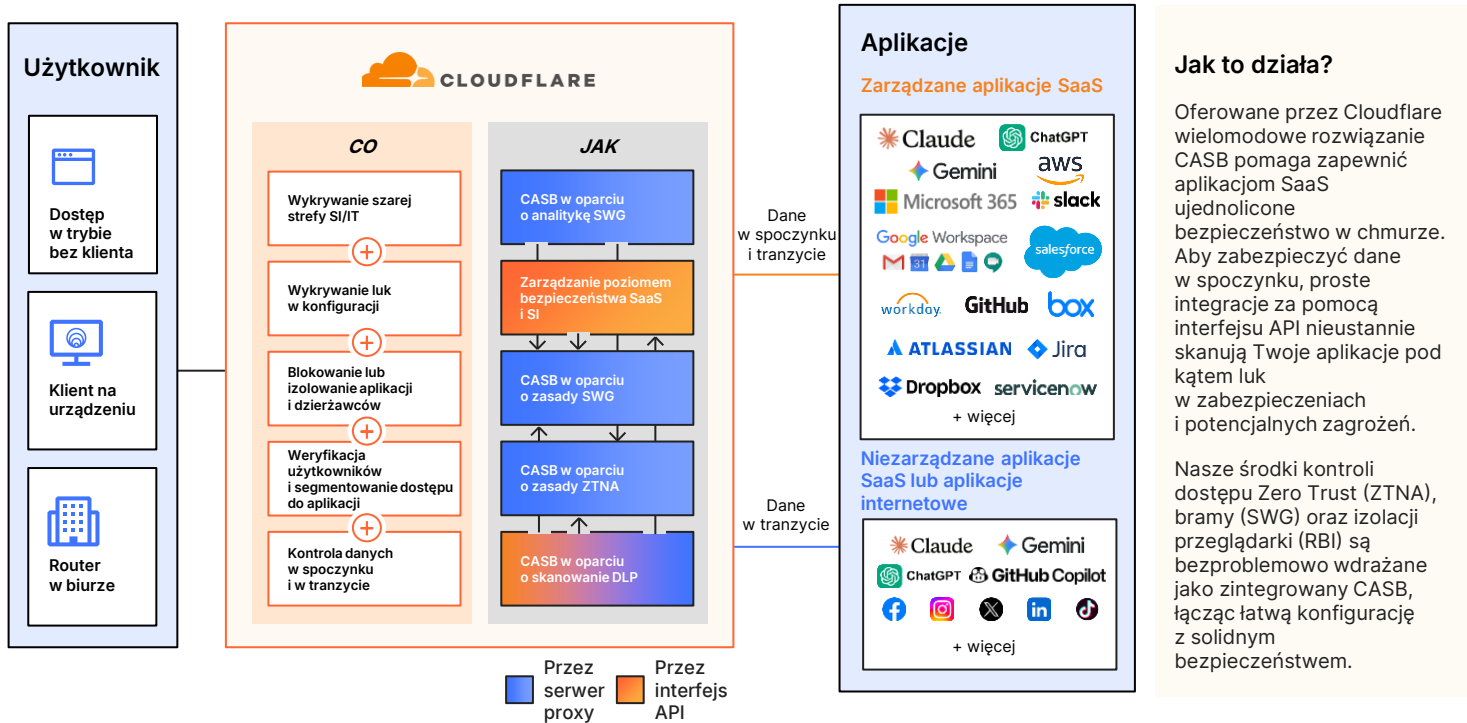 Użytkownik
Dostęp
w trybie
bez klienta
Klient na
urządzeniu
Router
w biurze
CLOUDFLARE
CO
Wykrywanie szarej
strefy SI/IT
Wykrywanie luk
w konfiguracji
Blokowanie lub
izolowanie aplikacji
i dzierżawców
Weryfikacja
użytkowników
i segmentowanie dostępu
do aplikacji
Kontrola danych
w spoczynku
i w tranzycie
JAK
CASB w oparciu
o analitykę SWG
Zarządzanie poziomem
bezpieczeństwa SaaS
i SI
CASB w oparciu
o zasady SWG
CASB w oparciu
o zasady ZTNA
CASB w oparciu
o skanowanie DLP
Przez
serwer
proxy
Przez
interfejs
API
Dane
w spoczynku
i tranzycie
Dane
w tranzycie
Aplikacje
Zarządzane aplikacje SaaS
Claude ChatGPT
Gemini aws
Microsoft 365 slack
Google Workspace salesforce
31
workday. GitHub box
ATLASSIAN Jira
Dropbox servicenow
+ więcej
Niezarządzane aplikacje
SaaS lub aplikacje
internetowe
Claude Gemini
ChatGPT GitHub Copilot
+ więcej
Jak to działa?
Oferowane przez Cloudflare
wielomodowe rozwiązanie
CASB pomaga zapewnić
aplikacjom SaaS
ujednolicone
bezpieczeństwo w chmurze.
Aby zabezpieczyć dane
w spoczynku, proste
integracje za pomocą
interfejsu API nieustannie
skanują Twoje aplikacje pod
kątem luk
w zabezpieczeniach
i potencjalnych zagrożeń.
Nasze środki kontroli
dostępu Zero Trust (ZTNA),
bramy (SWG) oraz izolacji
przeglądarki (RBI) są
bezproblemowo wdrażane
jako zintegrowany CASB,
łącząc łatwą konfigurację
z solidnym
bezpieczeństwem.